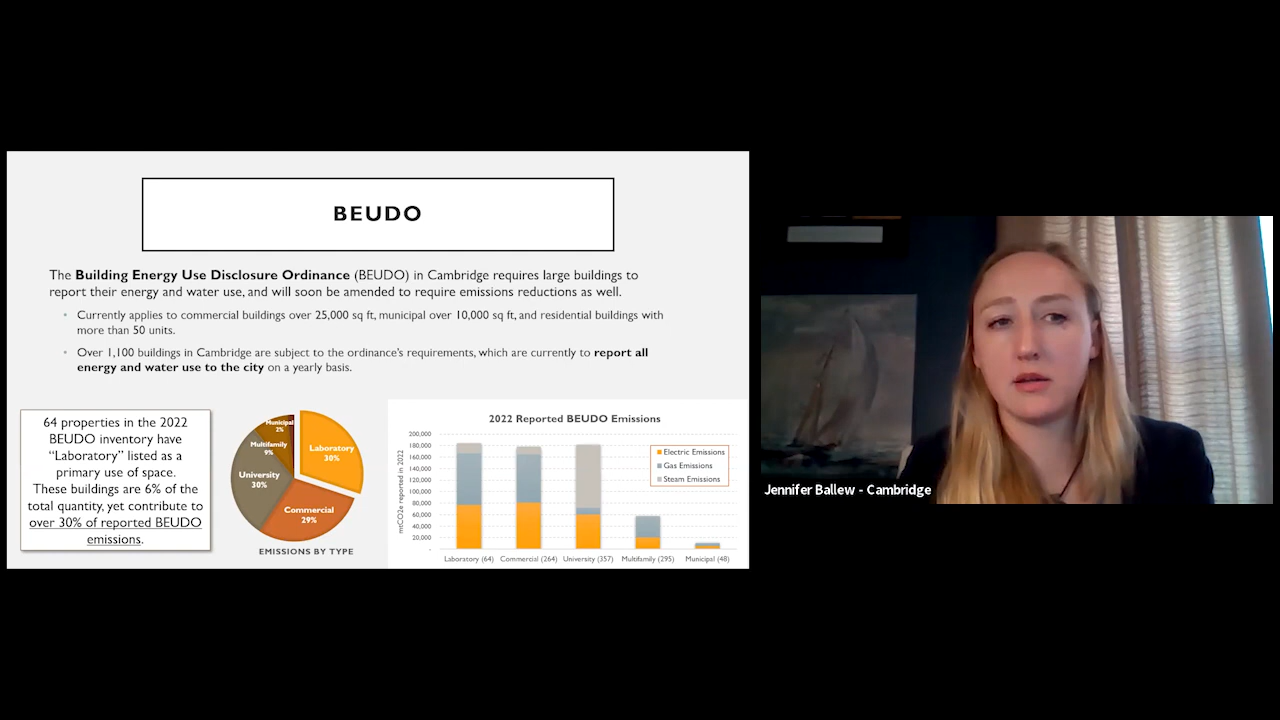 BEUDO
The Building Energy Use Disclosure Ordinance (BEUDO) in Cambridge requires large buildings to
report their energy and water use, and will soon be amended to require emissions reductions as well.
• Currently applies to commercial buildings over 25,000 sq ft, municipal over 10,000 sq ft, and residential buildings with
more than 50 units.
• Over 1,100 buildings in Cambridge are subject to the ordinance's requirements, which are currently to report all
energy and water use to the city on a yearly basis.
64 properties in the 2022
BEUDO inventory have
“Laboratory” listed as a
primary use of space.
These buildings are 6% of the
total quantity, yet contribute to
over 30% of reported BEUDO
emissions.
Municipal
2%
Multifamily
9%
Laboratory
30%
University
30%
Commercial
29%
EMISSIONS BY TYPE
2022 Reported BEUDO Emissions
mtCO2e reported in 2022
200,000
180,000
160,000
140,000
120,000
100,000
80,000
60,000
40,000
20,000
-
Electric Emissions
Gas Emissions
Steam Emissions
Laboratory (64) Commercial (264) University (357) Multifamily (295) Municipal (48)
Jennifer Ballew - Cambridge